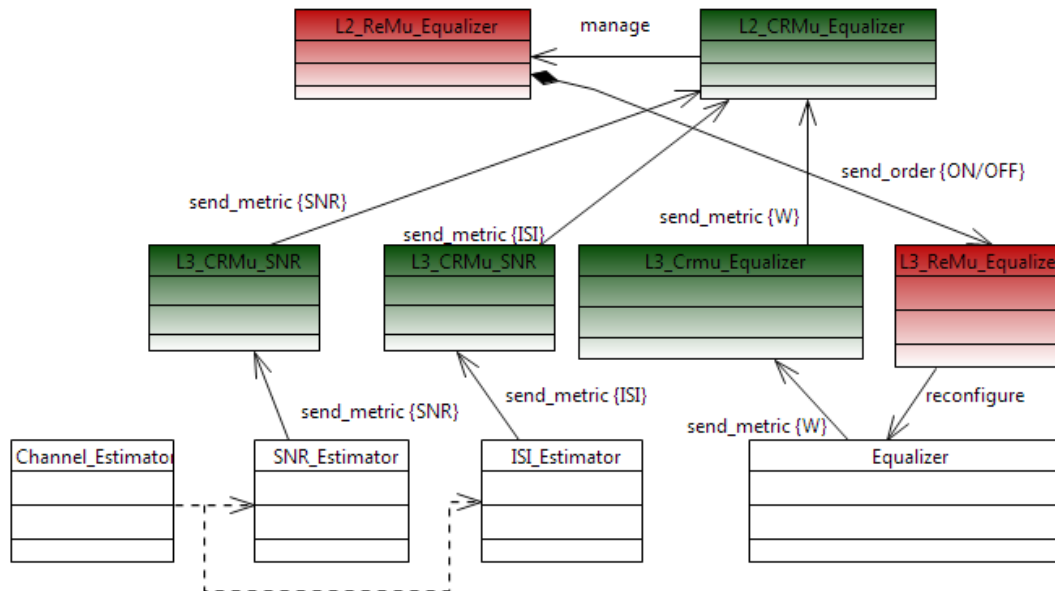 L2_ReMu_Equalizer
manage
L2_CRMu_Equalizer
send_order {ON/OFF}
send_metric {SNR}
send_metric {ISI}
send_metric {W}
L3_CRMu_SNR
L3_CRMu_SNR
L3_Crmu_Equalizer
L3_ReMu_Equalize
send_metric {SNR}
send_metric {ISI}
send_metric {W}
reconfigure
Channel_Estimator
SNR_Estimator
ISI_Estimator
Equalizer